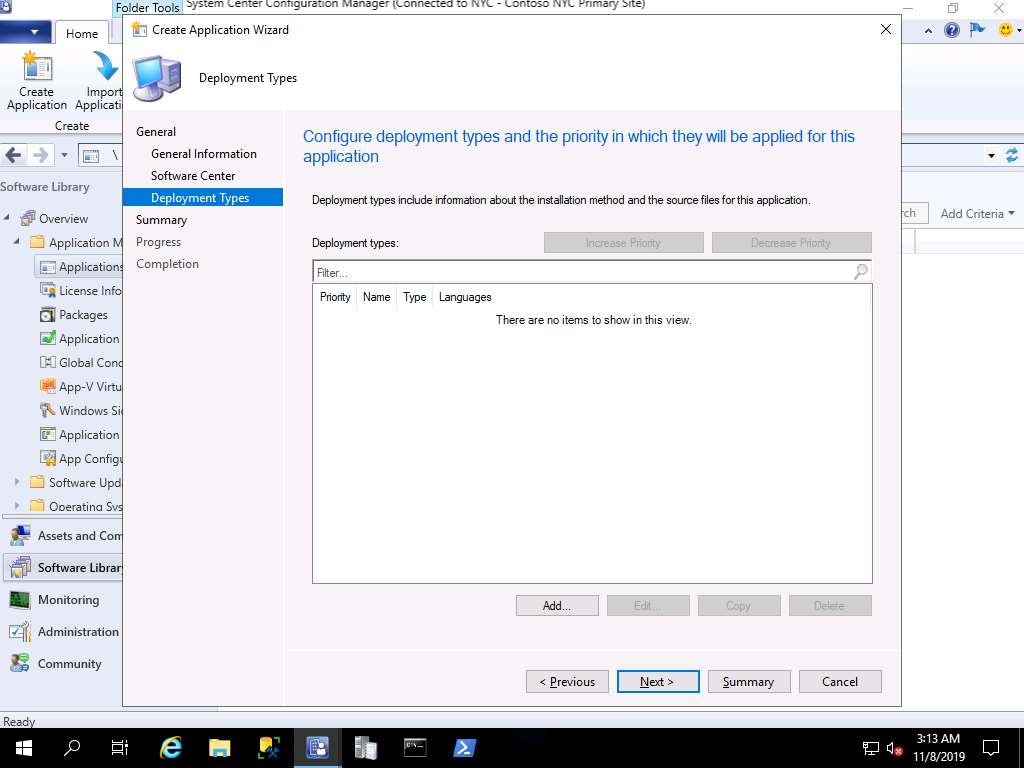 Folder Tools
System Center Configuration Manager (Connected to NYC - Contoso NYC Primary Site)
Home
Create Application Wizard
Create
Application
Import
Create
Deployment Types
General
General Information
Software Center
Deployment Types
Summary
Progress
Completion
\
Software Library
Overview
Application M
Applications
License Info
Packages
Application
Global Conc
App-V Virtu
Windows Si
Application
App Configu
Software Upd
Operating Sys
Assets and Com
Software Library
Monitoring
Administration
Community
Configure deployment types and the priority in which they will be applied for this
application
Deployment types include information about the installation method and the source files for this application.
Deployment types:
Increase Priority
Decrease Priority
Filter...
Priority Name Type Languages
There are no items to show in this view.
Add...
Edit...
Copy
Delete
< Previous
Next >
Summary
Cancel
rch
Add Criteria
Ready
3:13 AM
11/8/2019